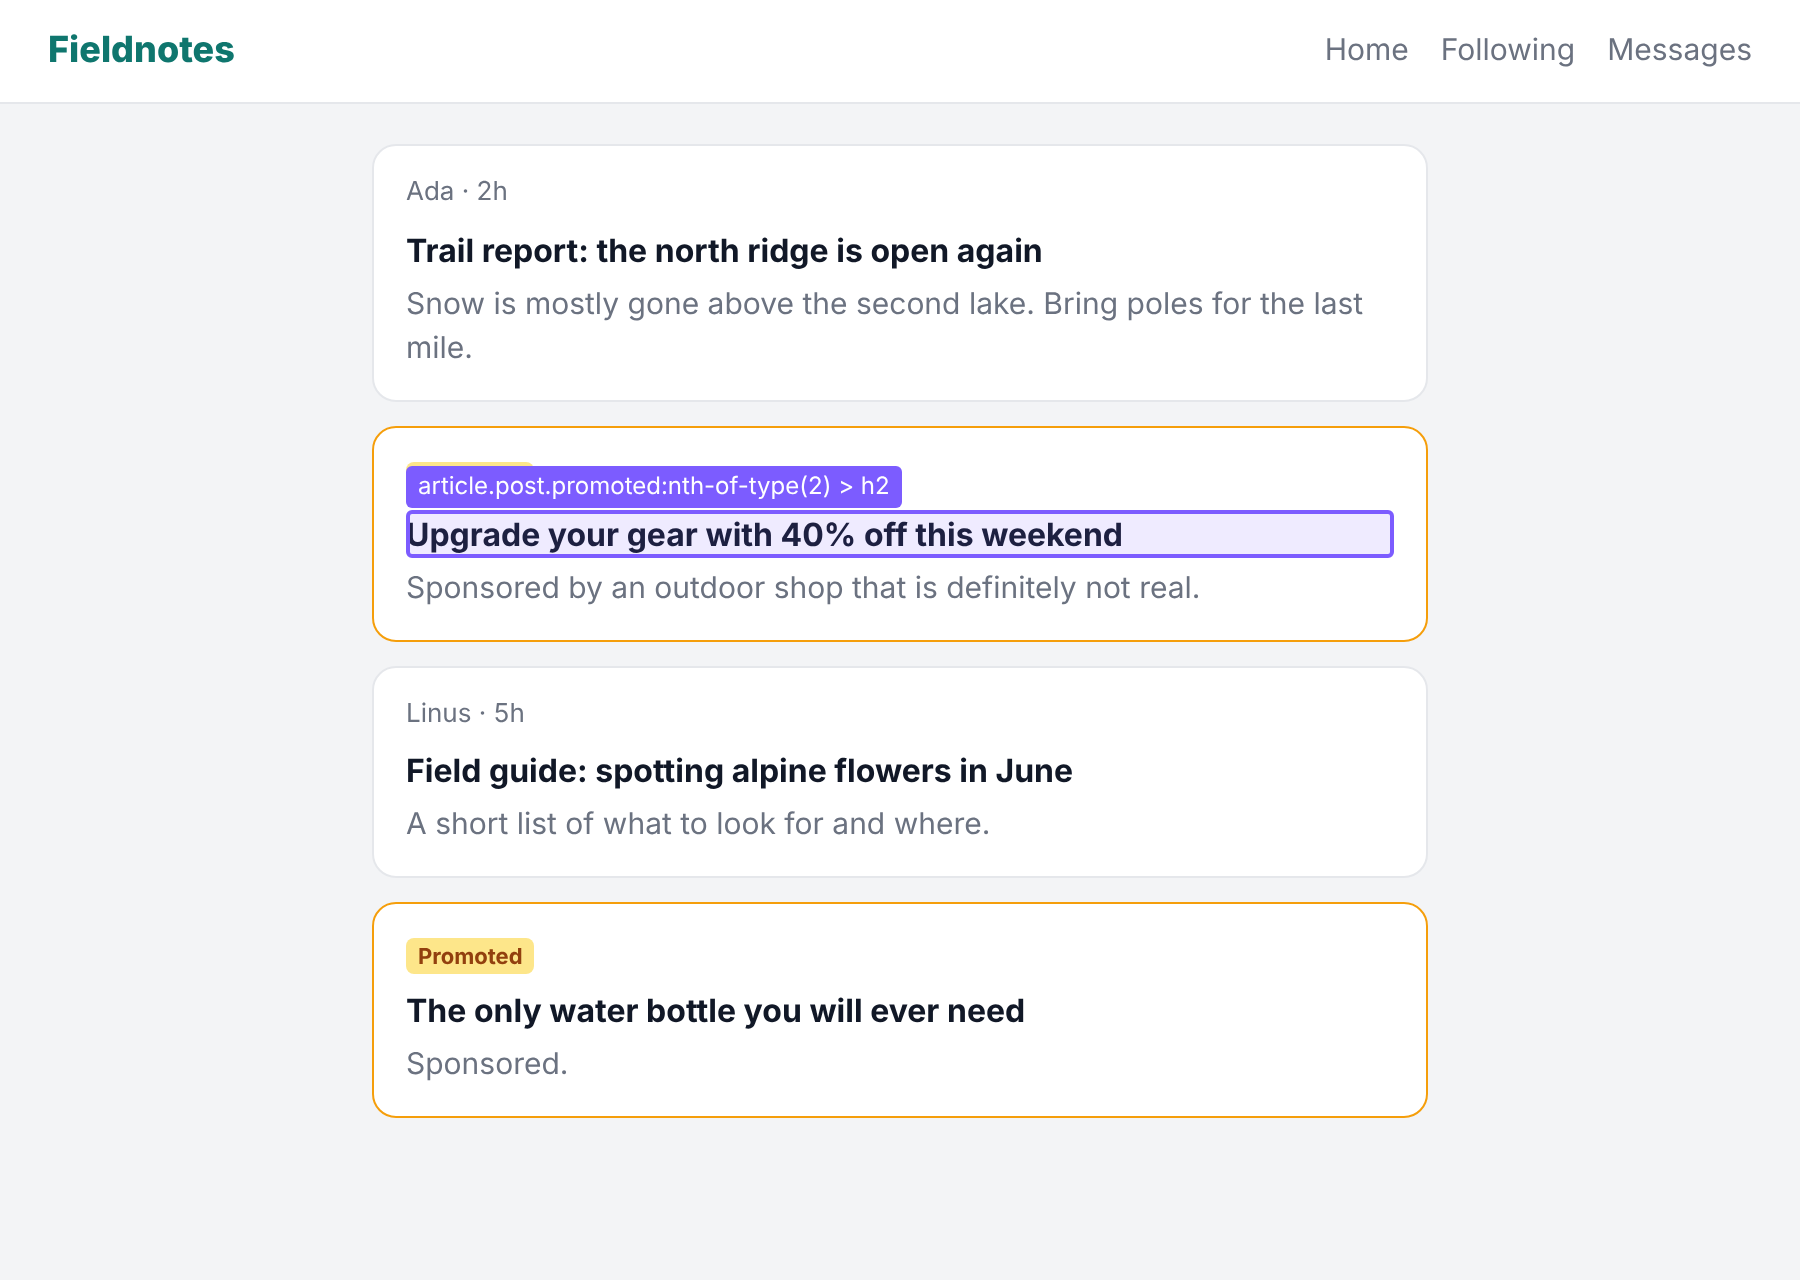 Fieldnotes
Home Following Messages
Ada · 2h
Trail report: the north ridge is open again
Snow is mostly gone above the second lake. Bring poles for the last
mile.
article.post.promoted:nth-of-type(2) > h2
Upgrade your gear with 40% off this weekend
Sponsored by an outdoor shop that is definitely not real.
Linus · 5h
Field guide: spotting alpine flowers in June
A short list of what to look for and where.
Promoted
The only water bottle you will ever need
Sponsored.